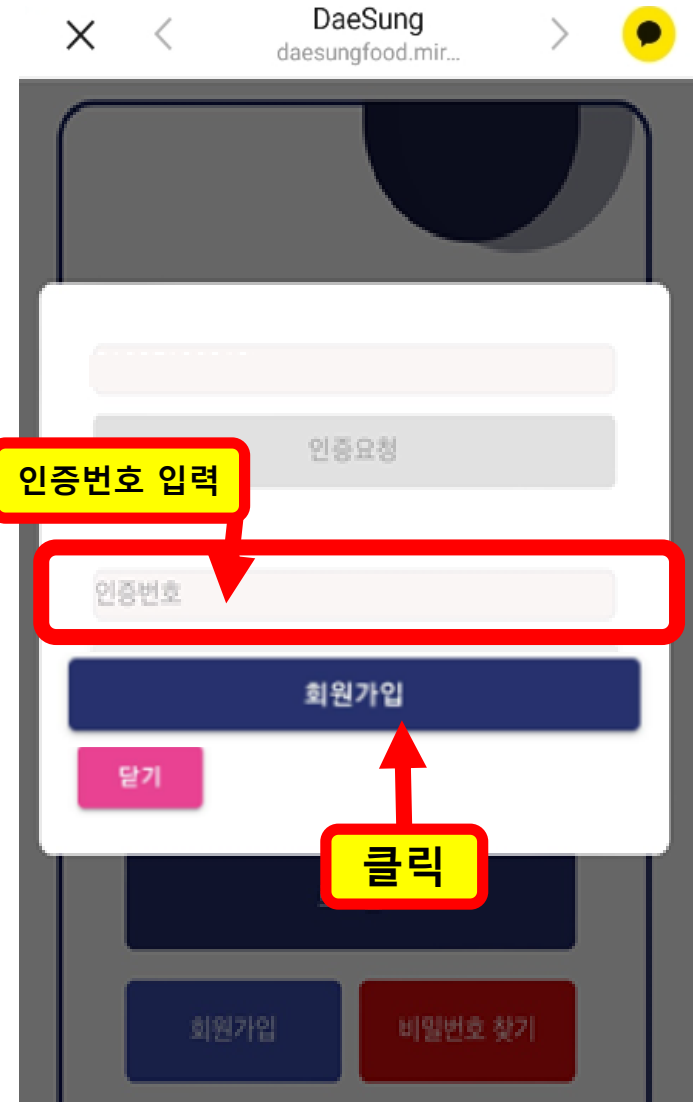 DaeSung
daesungfood.mir...
인증요청
인증번호 입력
인증번호
회원가입
닫기
클릭
회원가입
비밀번호 찾기